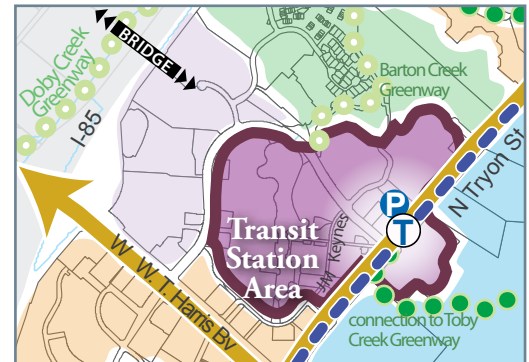 BRIDGE
Doby Creek
Greenway
I-85
Barton Creek
Greenway
N Tryon St
P
T
JM Keynes
Transit
Station
Area
W W.T. Harris Bv
connection to Toby
Creek Greenway